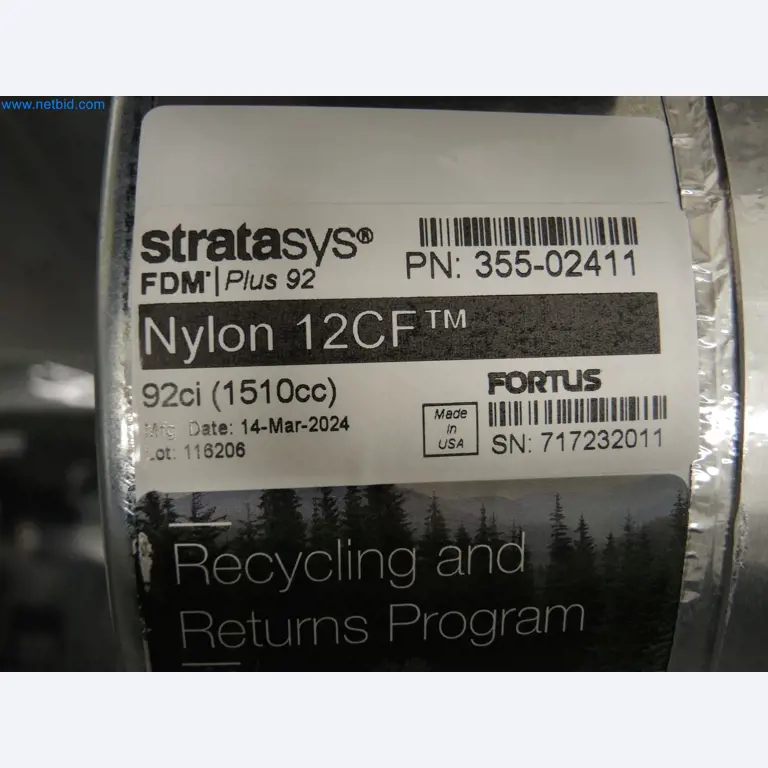 www.netbid.com
stratasys®
FDM®|Plus 92
PN: 355-02411
Nylon 12CF™
92ci (1510cc)
Mfg Date: 14-Mar-2024
Lot: 116206
FORTUS
Made
in
USA
SN: 717232011
Recycling and
Returns Program